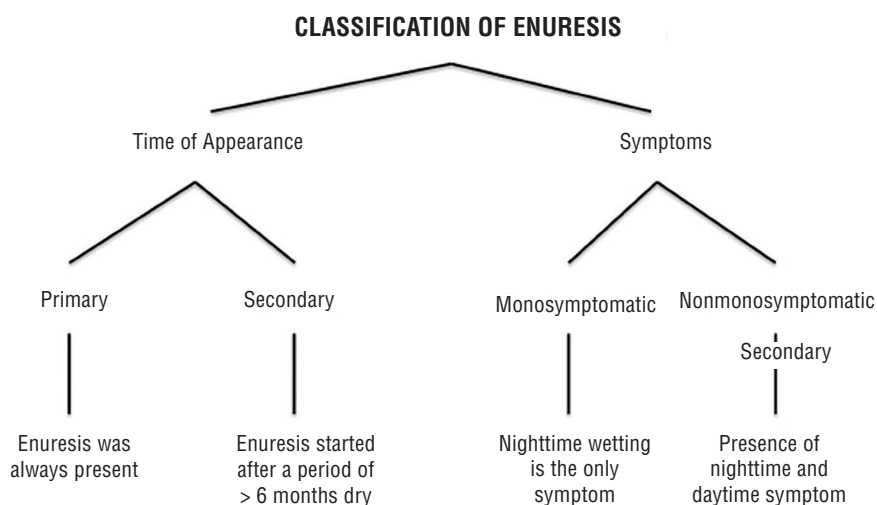 CLASSIFICATION OF ENURESIS
Time of Appearance
Symptoms
Primary
Secondary
Monosymptomatic
Nonmonosymptomatic
Secondary
Enuresis was
always present
Enuresis started
after a period of
> 6 months dry
Nighttime wetting
is the only
symptom
Presence of
nighttime and
daytime symptom